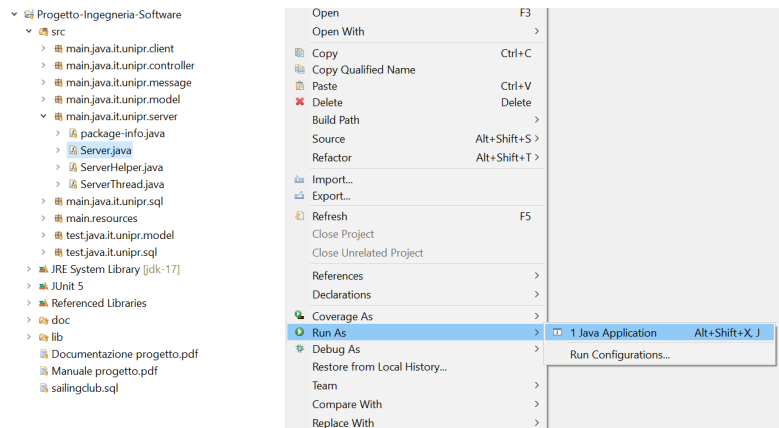 Progetto-Ingegneria-Software
src
main.java.it.unipr.client
main.java.it.unipr.controller
main.java.it.unipr.message
main.java.it.unipr.model
main.java.it.unipr.server
package-info.java
Server.java
ServerHelper.java
ServerThread.java
main.java.it.unipr.sql
main.resources
test.java.it.unipr.model
test.java.it.unipr.sql
JRE System Library [jdk-17]
JUnit 5
Referenced Libraries
doc
lib
Documentazione progetto.pdf
Manuale progetto.pdf
sailingclub.sql
Open F3
Open With
Copy Ctrl+C
Copy Qualified Name
Paste Ctrl+V
Delete Delete
Build Path
Source Alt+Shift+S
Refactor Alt+Shift+T
Import...
Export...
Refresh F5
Close Project
Close Unrelated Project
References
Declarations
Coverage As
Run As
Debug As
Restore from Local History...
Team
Compare With
Replace With
1 Java Application Alt+Shift+X, J
Run Configurations...